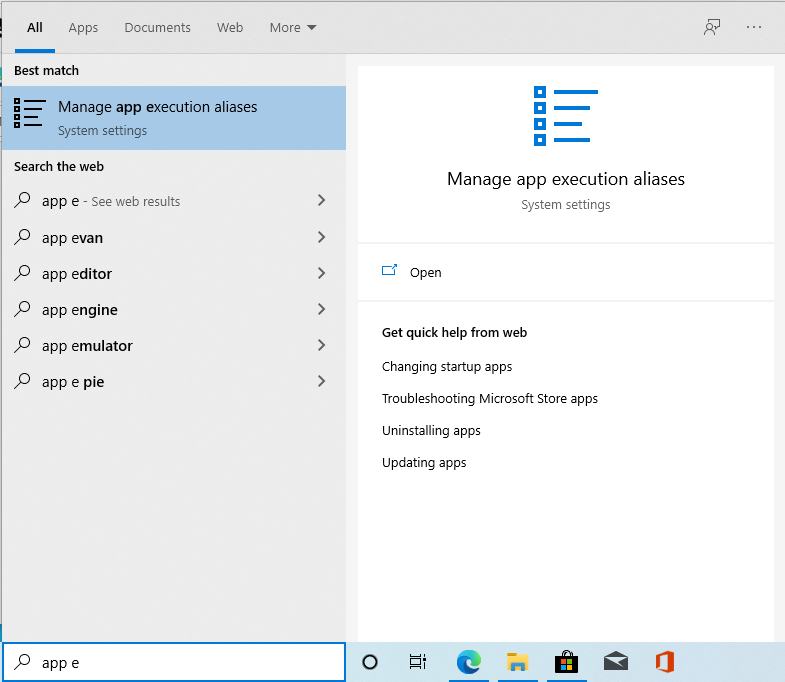 All Apps Documents Web More
Best match
Manage app execution aliases
System settings
Search the web
app e - See web results
app evan
app editor
app engine
app emulator
app e pie
Manage app execution aliases
System settings
Open
Get quick help from web
Changing startup apps
Troubleshooting Microsoft Store apps
Uninstalling apps
Updating apps
app e